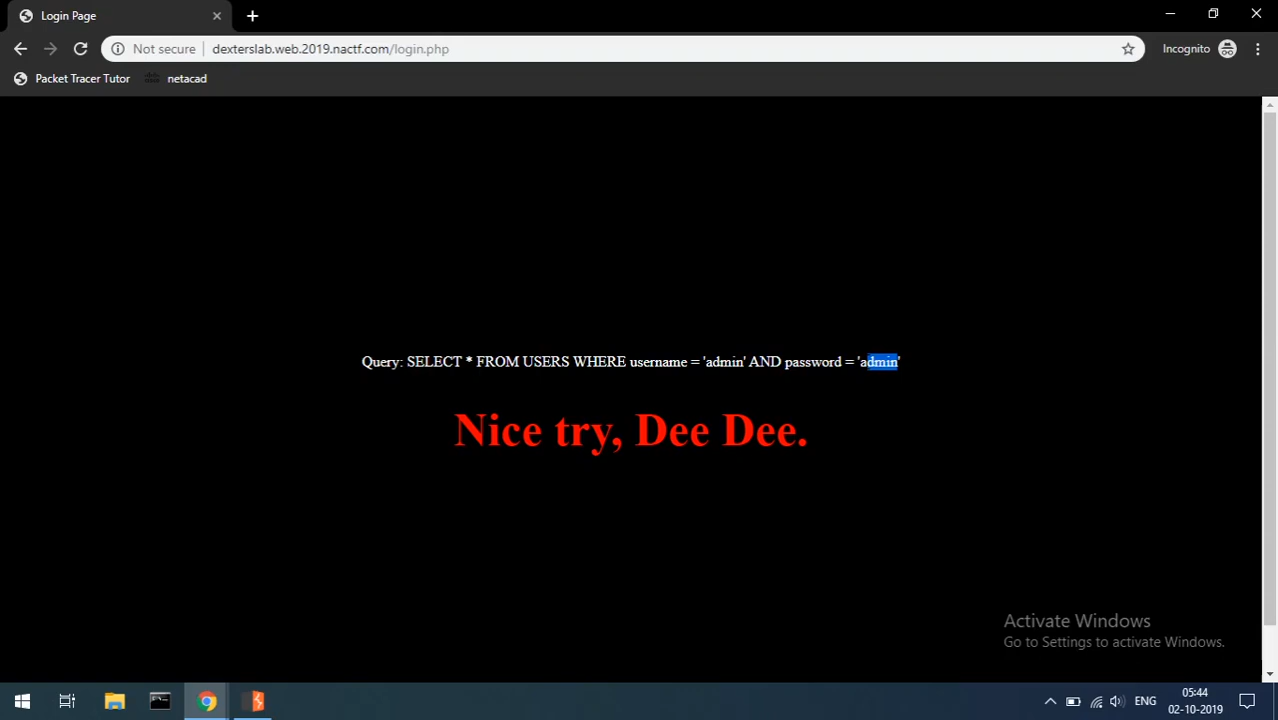 Login Page
Not secure
dexterslab.web.2019.nactf.com/login.php
Incognito
Packet Tracer Tutor
netacad
Query: SELECT * FROM USERS WHERE username = 'admin' AND password = 'admin'
Nice try, Dee Dee.
Activate Windows
Go to Settings to activate Windows.
ENG
05:44
02-10-2019